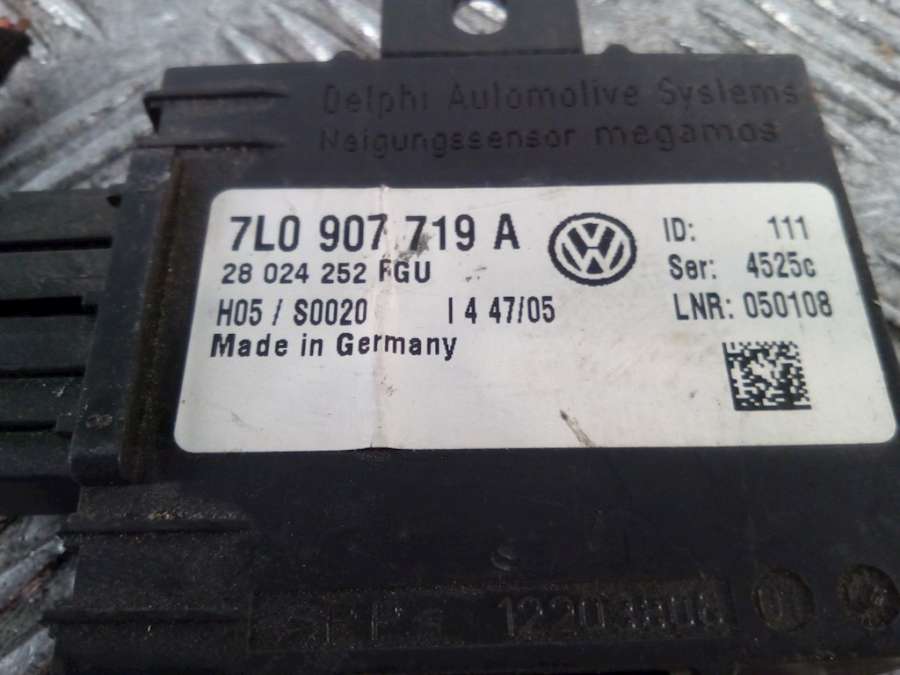 Delphi Automotive Systems
Neigungssensor megamos
7L0 907 719 A
ID: 111
28 024 252 FGU
Ser: 4525c
H05 / S0020 I 4 47/05
LNR: 050108
Made in Germany